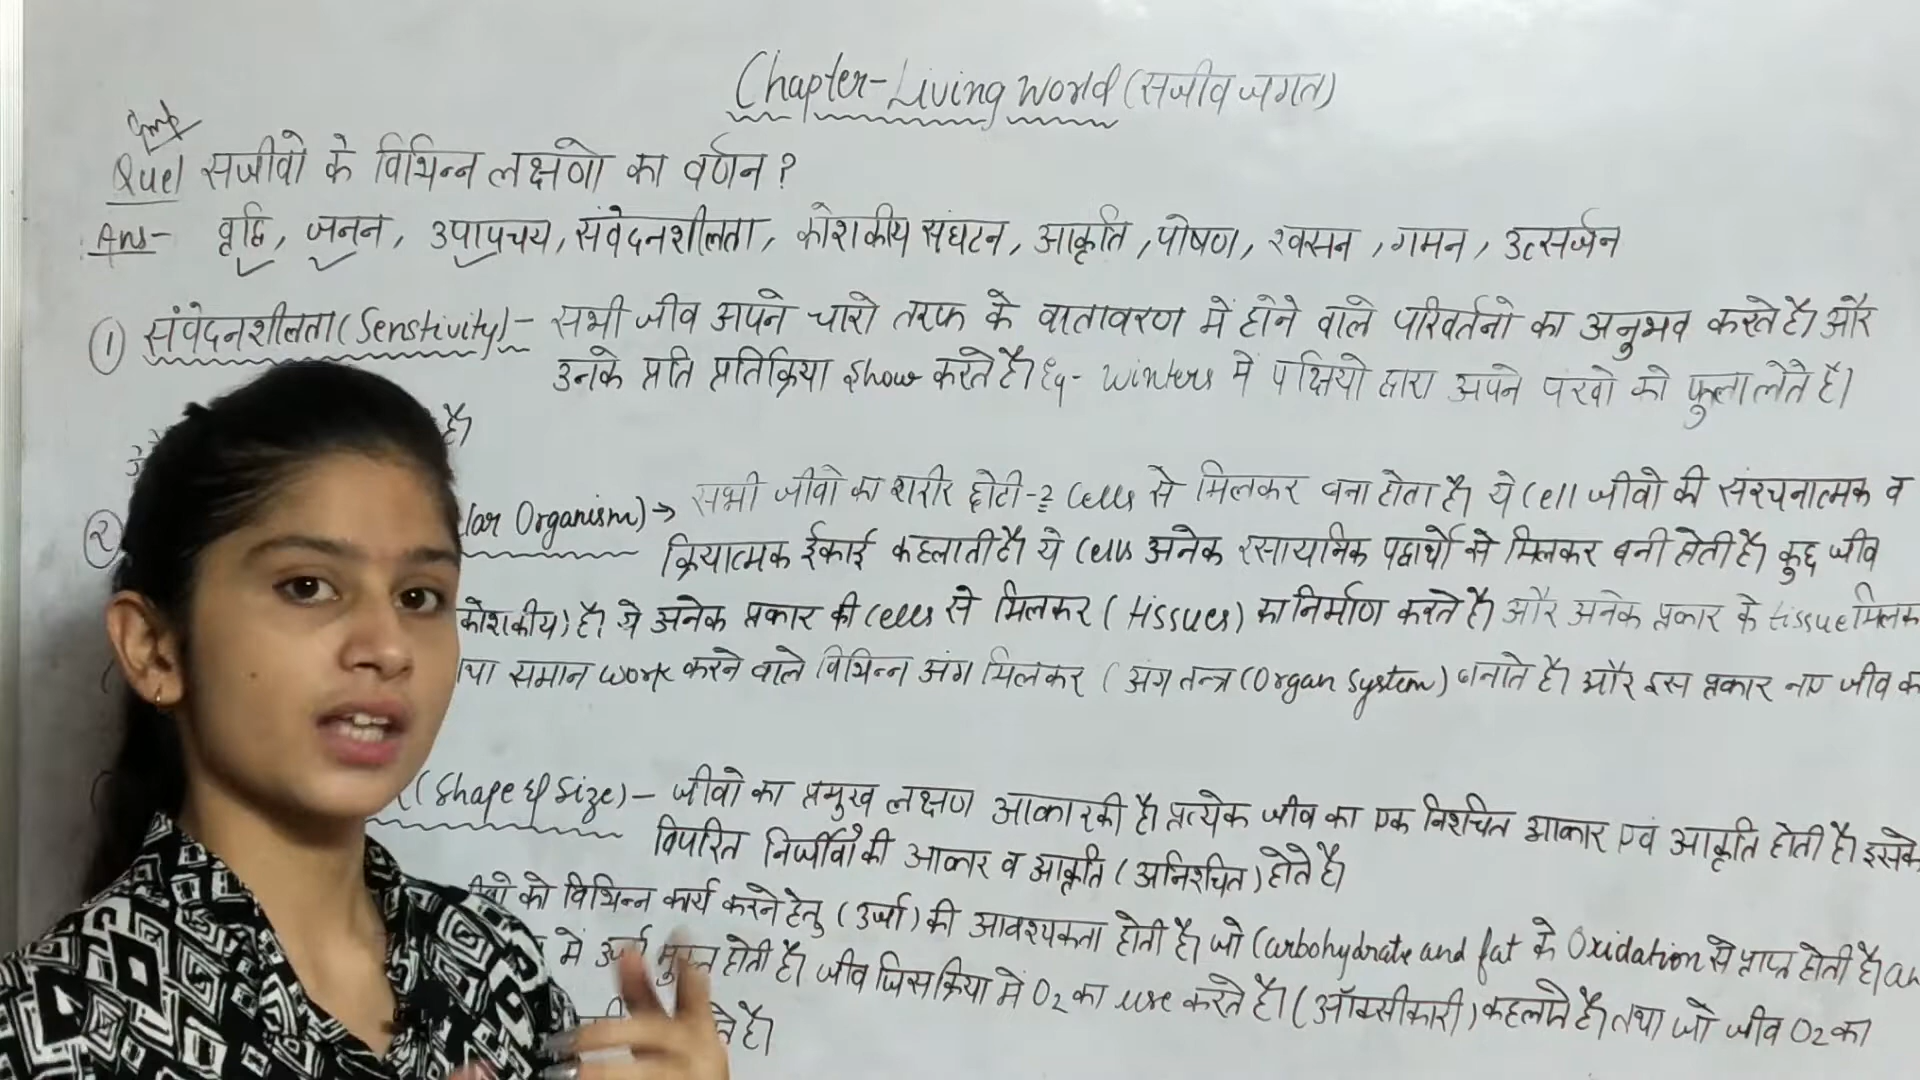 Chapter-Living World (सजीव जगत)
Imp
Que1 सजीवो के विभिन्न लक्षणो का वर्णन ?
Ans- वृद्धि, जनन, उपापचय, संवेदनशीलता, कोशकीय संघटन, आकृति, पोषण, श्वसन, गमन, उत्सर्जन
① संवेदनशीलता (Senstivity) - सभी जीव अपने चारो तरफ के वातावरण में होने वाले परिवर्तनो का अनुभव करते है। और
उनके प्रति प्रतिक्रिया show करते है। Eg- winters में पक्षियो द्वारा अपने पंखो को फुला लेते है।
है।
② lar Organism) → सभी जीवो का शरीर छोटी-2 cells से मिलकर बना होता है। ये cell जीवो की संरचनात्मक व
क्रियात्मक ईकाई कहलाती है। ये cells अनेक रसायनिक पदार्थो से मिलकर बनी होती है। कुछ जीव
कोशकीय) है। ये अनेक प्रकार की cells से मिलकर (tissues) का निर्माण करते है। और अनेक प्रकार के tissue मिलक
समान work करने वाले विभिन्न अंग मिलकर (अंग तन्त्र (Organ System) बनाते है। और इस प्रकार नए जीव क
(Shape & Size) - जीवो का प्रमुख लक्षण आकार की है। प्रत्येक जीव का एक निश्चित आकार एवं आकृति होती है। इसके
विपरित निर्जीवो की आकार व आकृति (अनिश्चित) होते है।
को विभिन्न कार्य करने हेतु (उर्जा) की आवश्यकता होती है। जो Carbohydrate and fat के Oxidation से प्राप्त होती है। an
में उर्जा मुक्त होती है। जीव जिस क्रिया में O2 का use करते है। (ऑक्सीकारी) कहलाते है। तथा जो जीव O2 का
है।